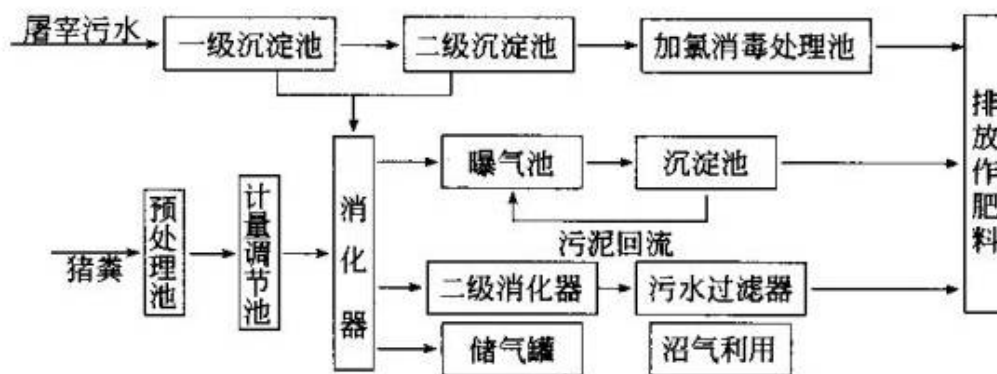 屠宰污水
一级沉淀池
二级沉淀池
加氯消毒处理池
排放作肥料
消化器
曝气池
沉淀池
污泥回流
猪粪
预处理池
计量调节池
二级消化器
污水过滤器
储气罐
沼气利用